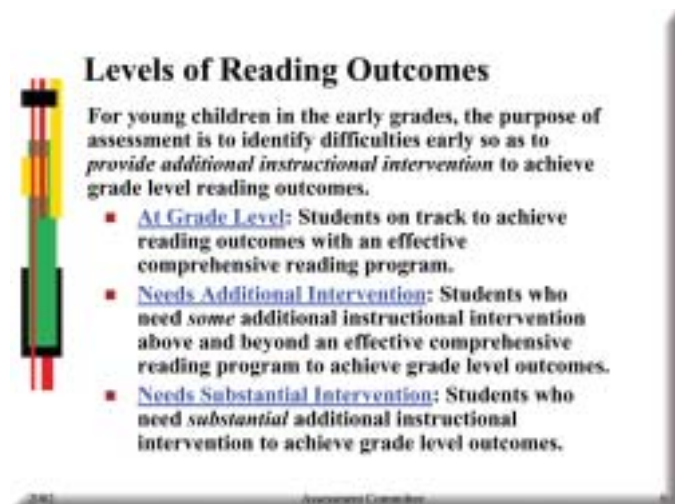 Levels of Reading Outcomes
For young children in the early grades, the purpose of
assessment is to identify difficulties early so as to
provide additional instructional intervention to achieve
grade level reading outcomes.
At Grade Level: Students on track to achieve
reading outcomes with an effective
comprehensive reading program.
Needs Additional Intervention: Students who
need some additional instructional intervention
above and beyond an effective comprehensive
reading program to achieve grade level outcomes.
Needs Substantial Intervention: Students who
need substantial additional instructional
intervention to achieve grade level outcomes.
2002
Assessment Committee